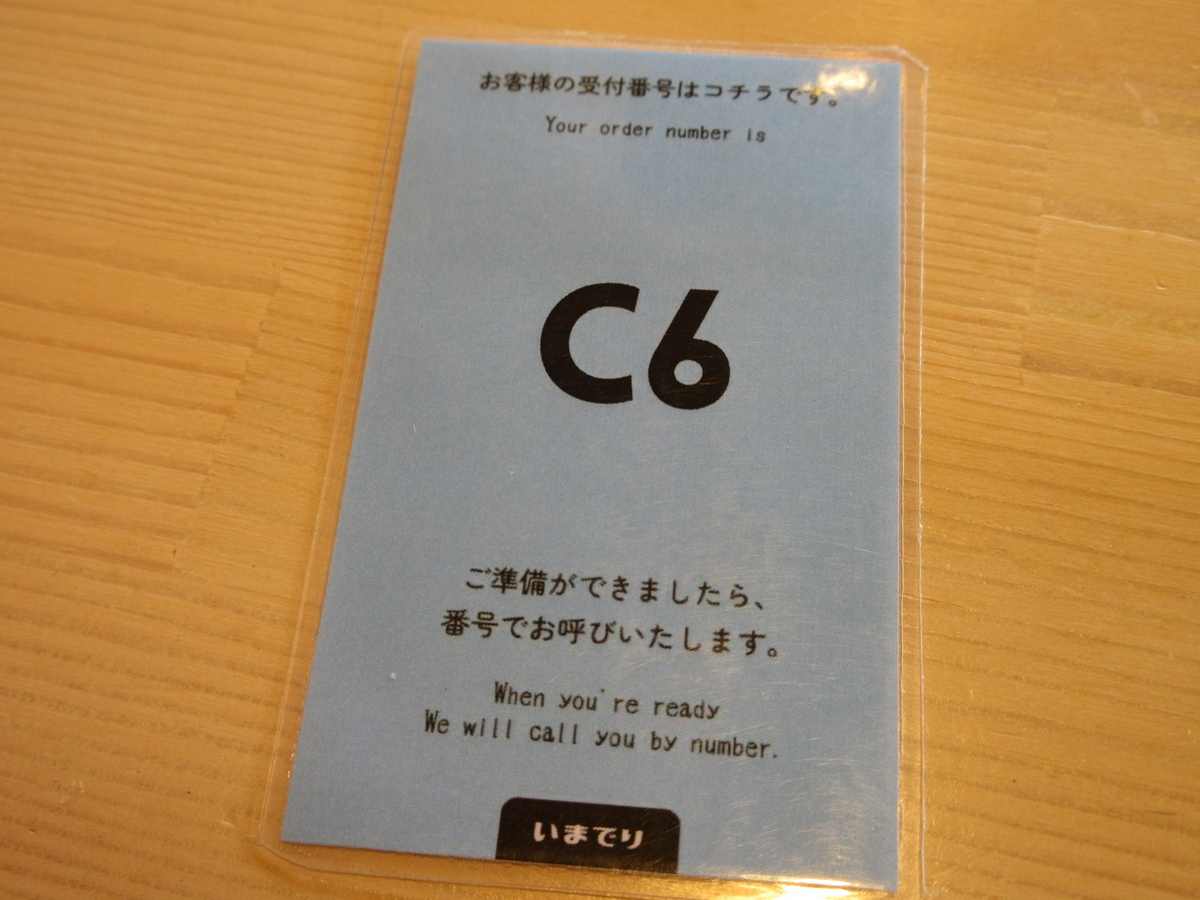 お客様の受付番号はコチラです。
Your order number is
C6
ご準備ができましたら、
番号でお呼びいたします。
When you're ready
We will call you by number.
いまでり